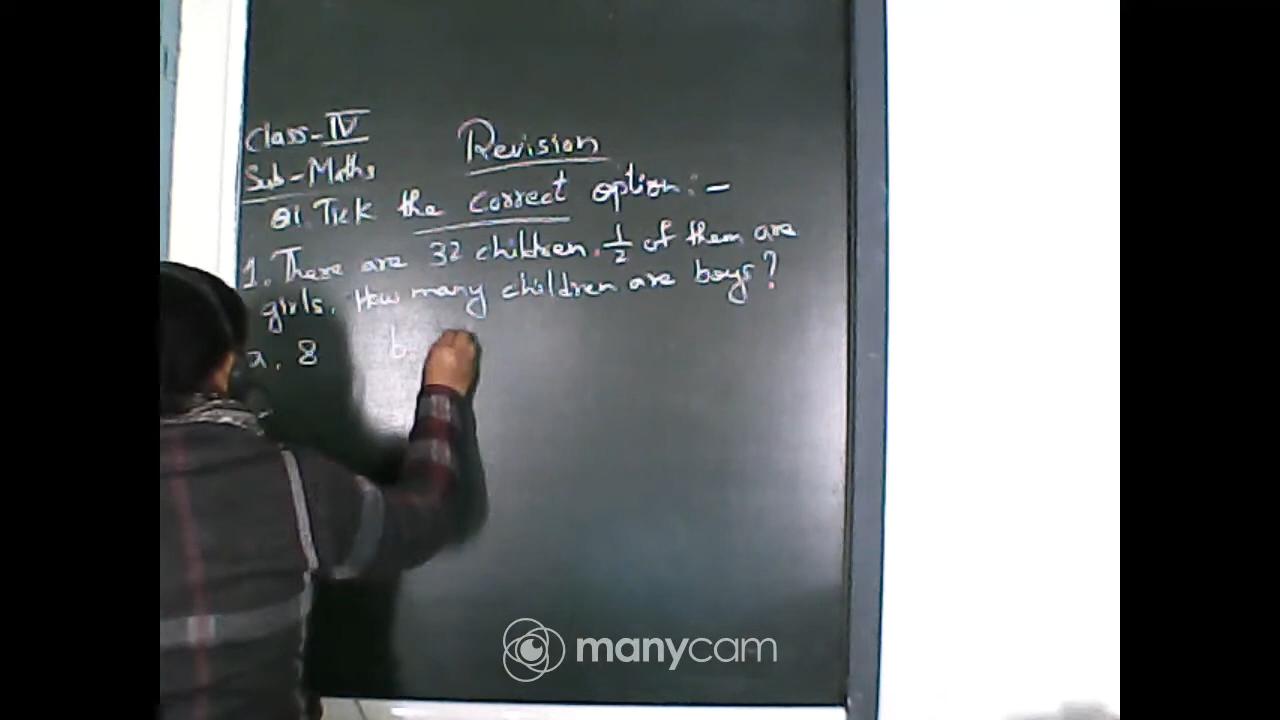 Class-IV
Sub-Maths
Revision
Q1. Tick the correct option:-
1. There are 32 children. 1/2 of them are
girls. How many children are boys?
a. 8 b.
manycam